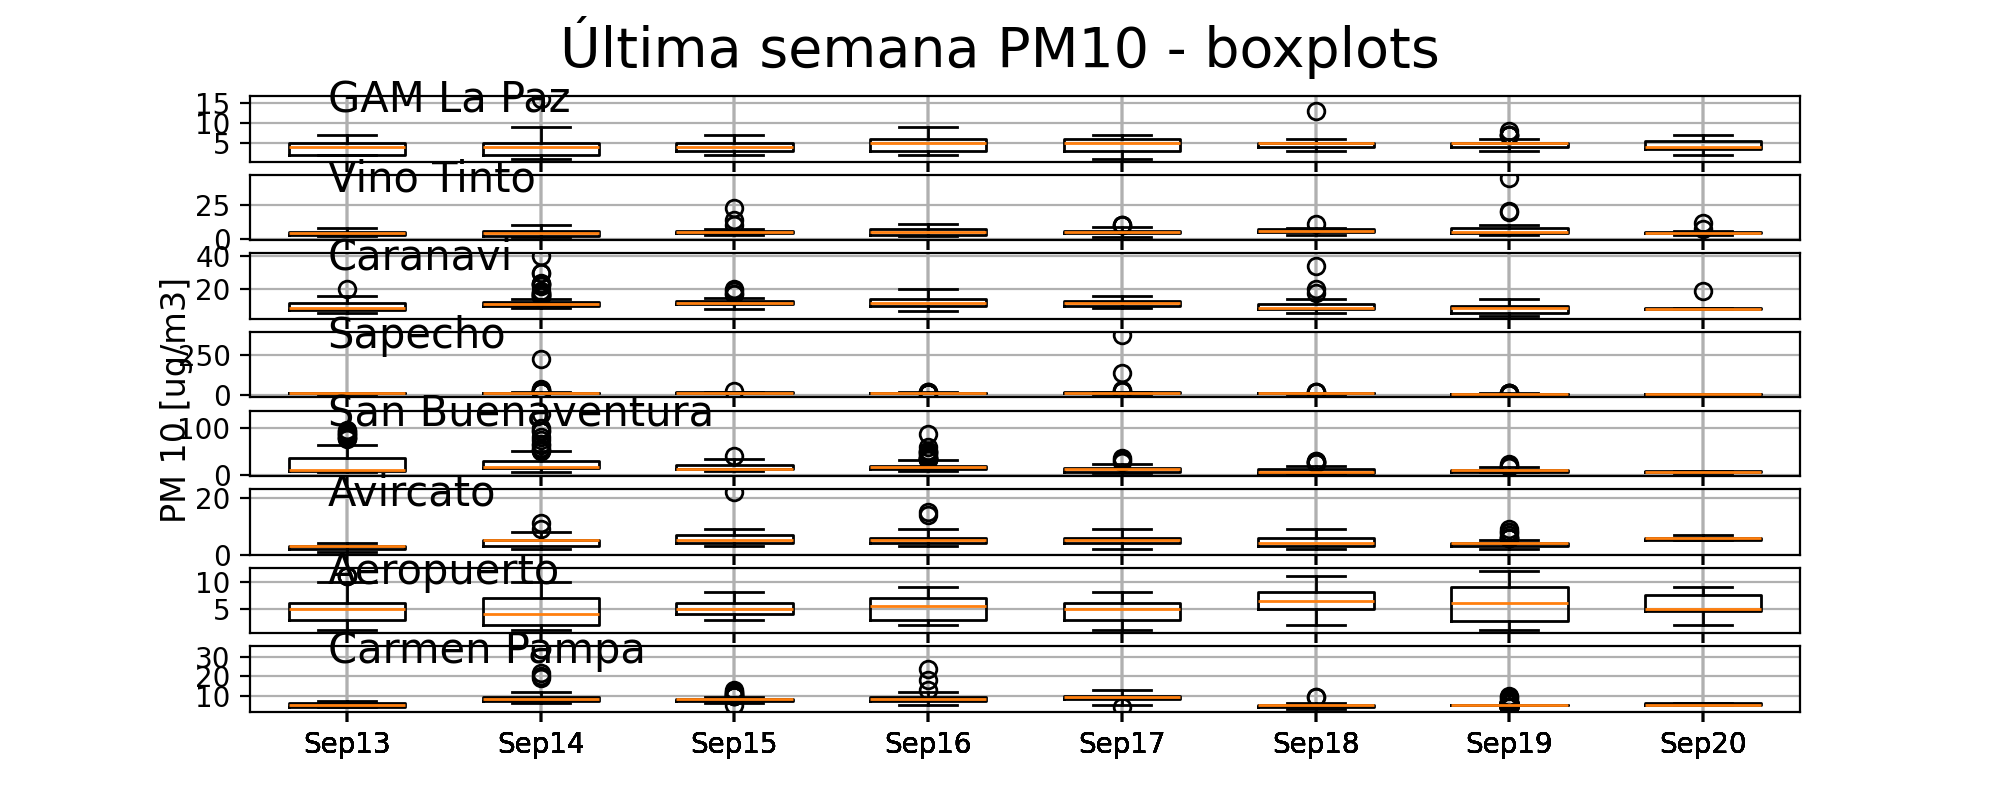 Última semana PM10 - boxplots
GAM La Paz
15
10
5
Vino Tinto
25
0
Caranavi
40
20
Sapecho
250
0
San Buenaventura
100
0
Avircato
20
0
Aeropuerto
10
5
Carmen Pampa
30
20
10
PM 10 [ug/m3]
Sep13 Sep14 Sep15 Sep16 Sep17 Sep18 Sep19 Sep20